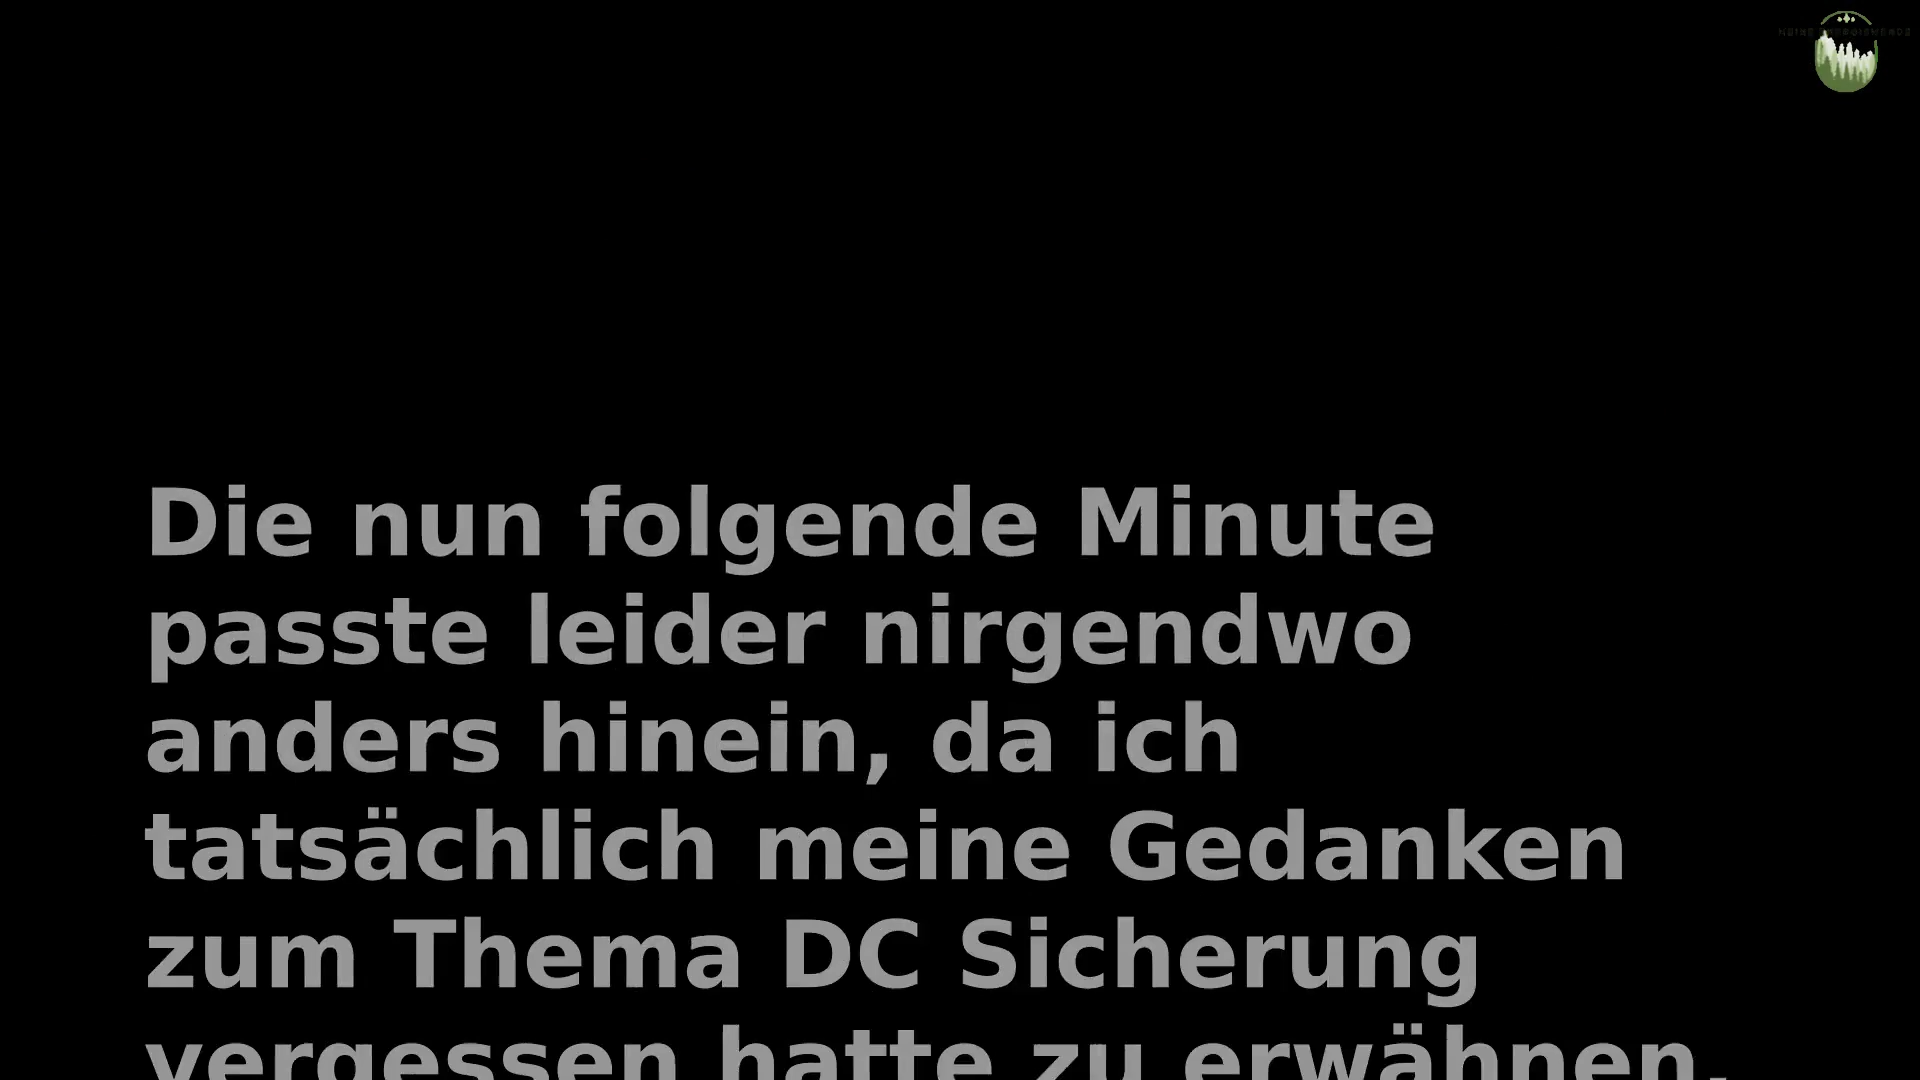 Die nun folgende Minute
passte leider nirgendwo
anders hinein, da ich
tatsächlich meine Gedanken
zum Thema DC Sicherung
vergessen hatte zu erwähnen.